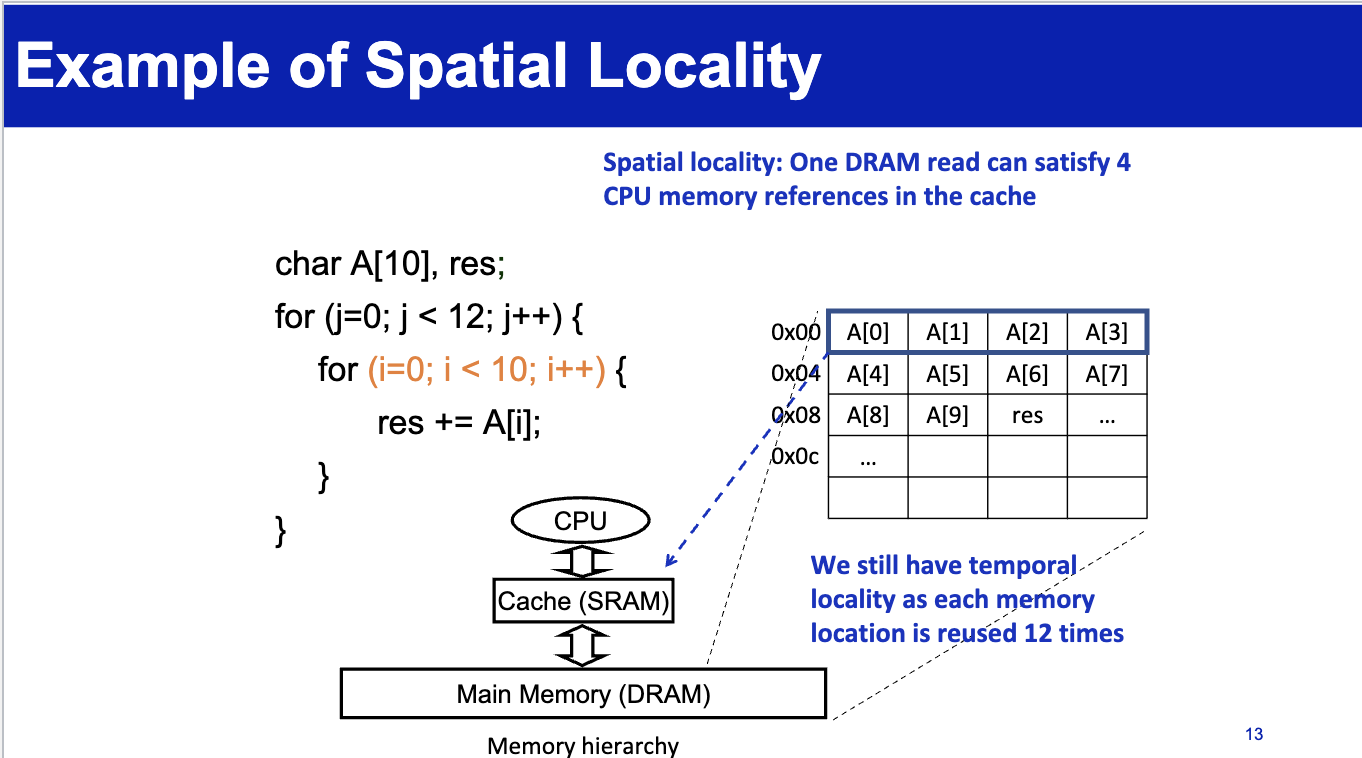 Example of Spatial Locality
Spatial locality: One DRAM read can satisfy 4
CPU memory references in the cache
char A[10], res;
for (j=0; j < 12; j++) {
for (i=0; i < 10; i++) {
res += A[i];
}
}
0x00 A[0] A[1] A[2] A[3]
0x04 A[4] A[5] A[6] A[7]
0x08 A[8] A[9] res ...
0x0c ...
CPU
Cache (SRAM)
Main Memory (DRAM)
Memory hierarchy
We still have temporal
locality as each memory
location is reused 12 times
13